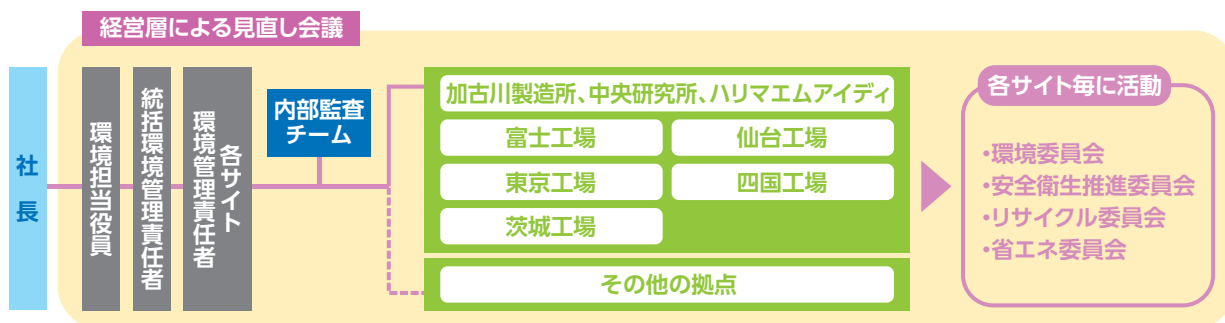 経営層による見直し会議
社長
環境担当役員
統括環境管理責任者
各サイト
環境管理責任者
内部監査
チーム
加古川製造所、中央研究所、ハリマエムアイディ
富士工場
仙台工場
東京工場
四国工場
茨城工場
その他の拠点
各サイト毎に活動
・環境委員会
・安全衛生推進委員会
・リサイクル委員会
・省エネ委員会